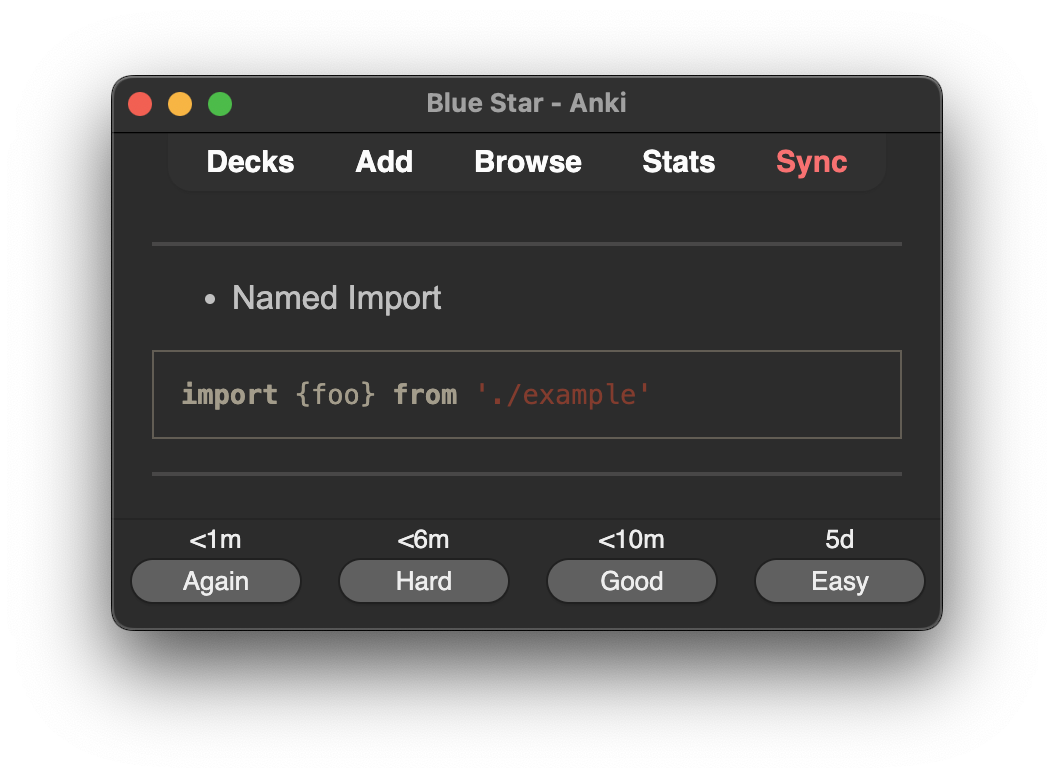 Blue Star - Anki
Decks Add Browse Stats Sync
• Named Import
import {foo} from './example'
<1m <6m <10m 5d
Again Hard Good Easy